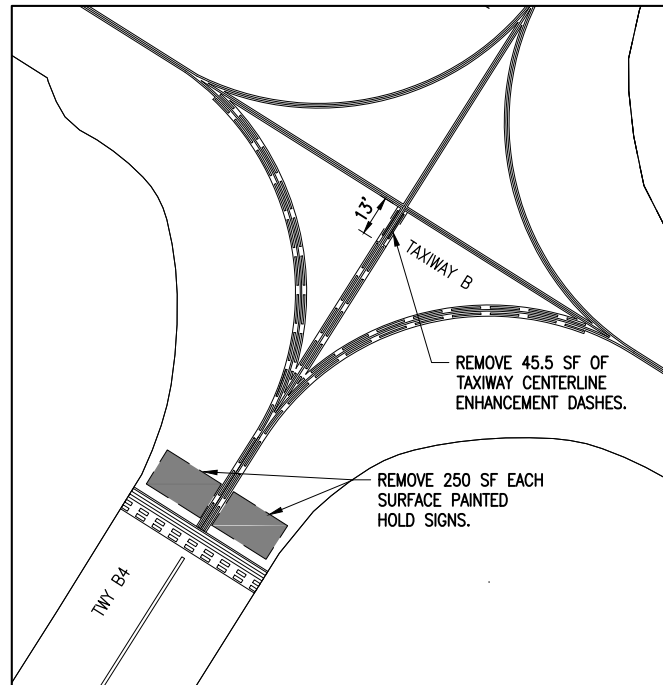 13'
TAXIWAY B
REMOVE 45.5 SF OF
TAXIWAY CENTERLINE
ENHANCEMENT DASHES.
REMOVE 250 SF EACH
SURFACE PAINTED
HOLD SIGNS.
TWY B4